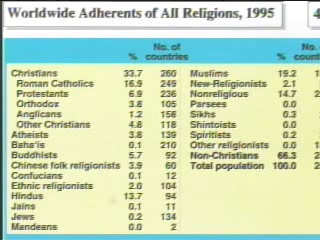 Worldwide Adherents of All Religions, 1995
4
No. of
% countries
Christians 33.7 260
Roman Catholics 16.9 249
Protestants 6.9 236
Orthodox 3.8 105
Anglicans 1.2 158
Other Christians 4.8 118
Atheists 3.8 139
Baha'is 0.1 210
Buddhists 5.7 92
Chinese folk religionists 3.9 60
Confucians 0.1 12
Ethnic religionists 2.0 104
Hindus 13.7 94
Jains 0.1 11
Jews 0.2 134
Mandeans 0.0 2
No.
%
Muslims 19.2
New-Religionists 2.1
Nonreligious 14.7
Parsees 0.0
Sikhs 0.3
Shintoists 0.0
Spiritists 0.2
Other religionists 0.0
Non-Christians 66.3
Total population 100.0